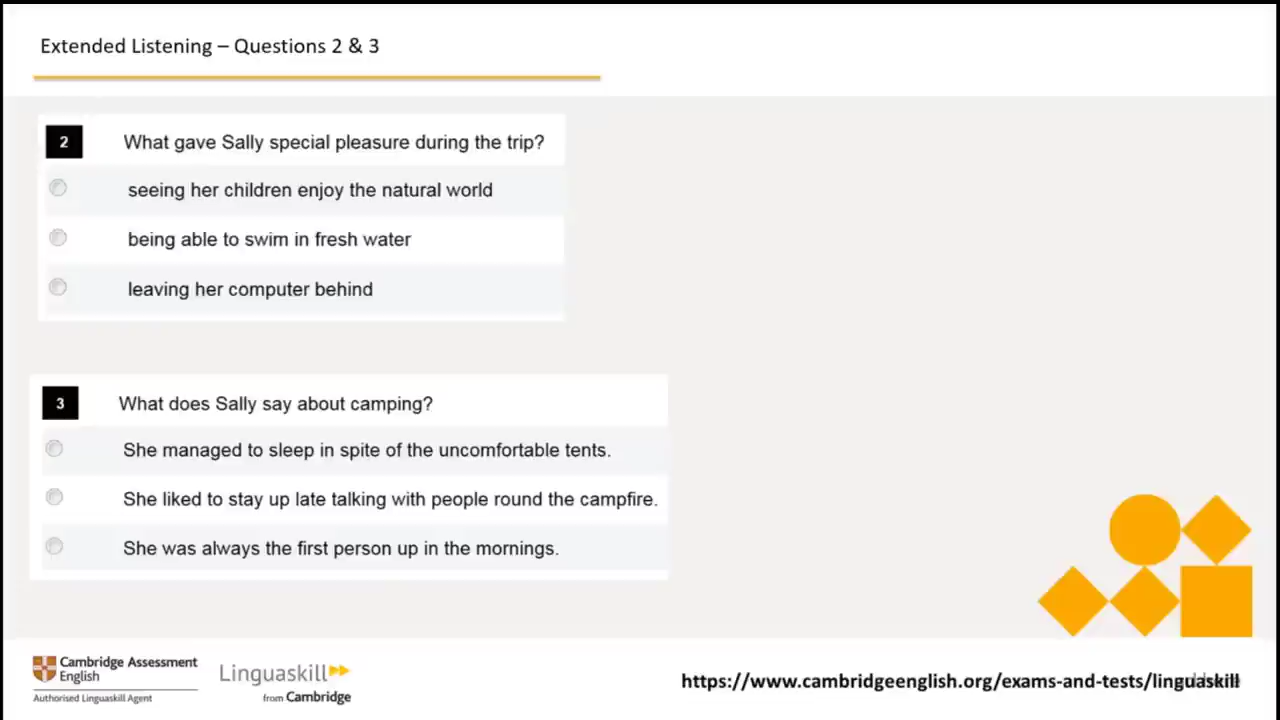 Extended Listening – Questions 2 & 3
2 What gave Sally special pleasure during the trip?
seeing her children enjoy the natural world
being able to swim in fresh water
leaving her computer behind
3 What does Sally say about camping?
She managed to sleep in spite of the uncomfortable tents.
She liked to stay up late talking with people round the campfire.
She was always the first person up in the mornings.
Cambridge Assessment
English
Authorised Linguaskill Agent
Linguaskill
from Cambridge
https://www.cambridgeenglish.org/exams-and-tests/linguaskill